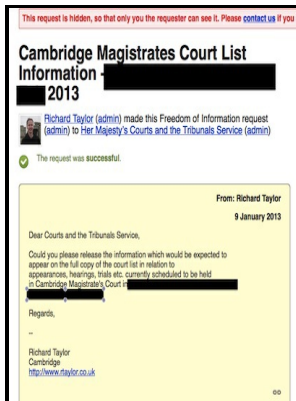 This request is hidden, so that only you the requester can see it. Please contact us if you
Cambridge Magistrates Court List
Information -
2013
Richard Taylor (admin) made this Freedom of Information request
(admin) to Her Majesty's Courts and the Tribunals Service (admin)
The request was successful.
From: Richard Taylor
9 January 2013
Dear Courts and the Tribunals Service,
Could you please release the information which would be expected to
appear on the full copy of the court list in relation to
appearances, hearings, trials etc. currently scheduled to be held
in Cambridge Magistrate's Court in
Regards,
--
Richard Taylor
Cambridge
http://www.rtaylor.co.uk